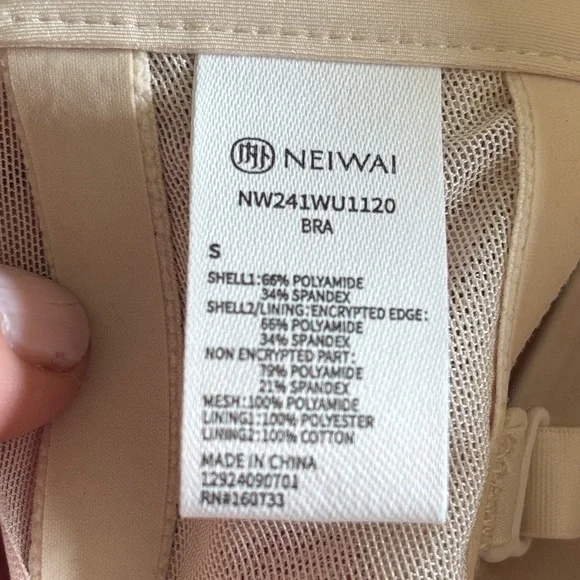 內外 NEIWAI
NW241WU1120
BRA
S
SHELL1:66% POLYAMIDE
34% SPANDEX
SHELL2/LINING:ENCRYPTED EDGE:
66% POLYAMIDE
34% SPANDEX
NON ENCRYPTED PART:
79% POLYAMIDE
21% SPANDEX
MESH:100% POLYAMIDE
LINING1:100% POLYESTER
LINING2:100% COTTON
MADE IN CHINA
12924090701
RN#160733